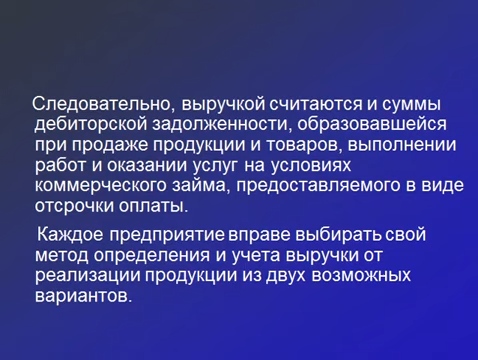 Следовательно, выручкой считаются и суммы
дебиторской задолженности, образовавшейся
при продаже продукции и товаров, выполнении
работ и оказании услуг на условиях
коммерческого займа, предоставляемого в виде
отсрочки оплаты.
Каждое предприятие вправе выбирать свой
метод определения и учета выручки от
реализации продукции из двух возможных
вариантов.